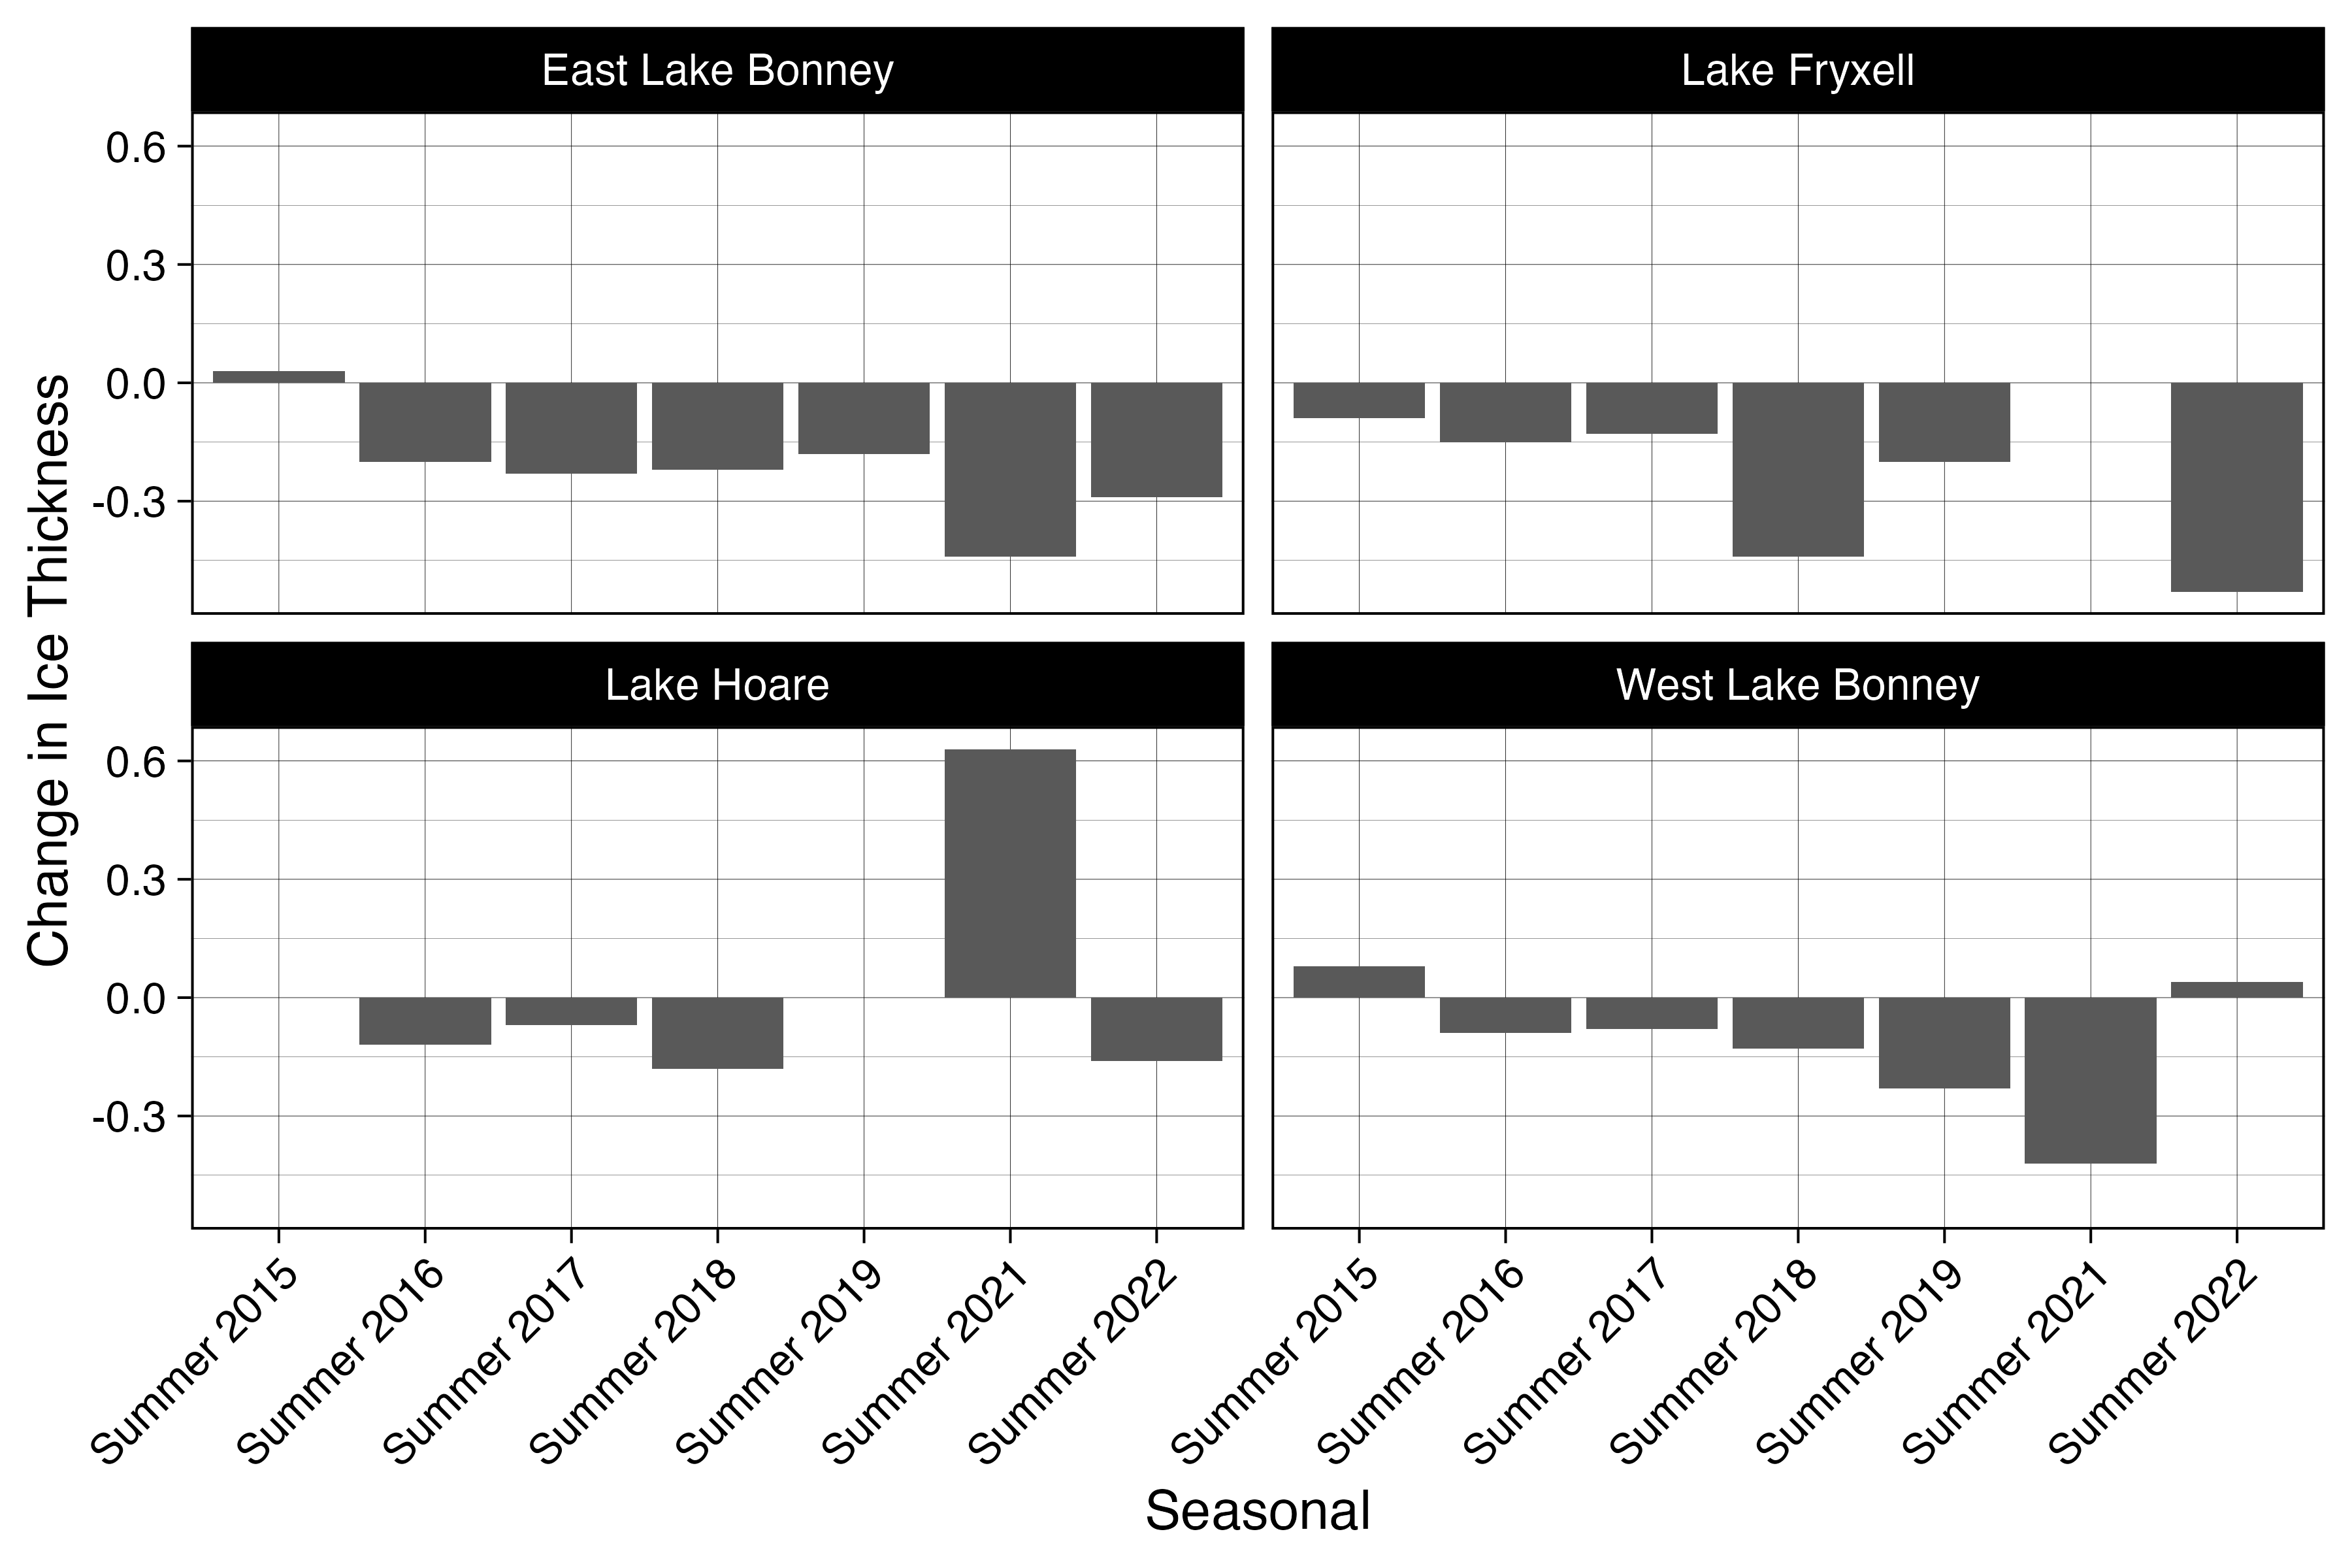 East Lake Bonney
Lake Fryxell
0.6
0.3
0.0
-0.3
Lake Hoare
West Lake Bonney
0.6
0.3
0.0
-0.3
Change in Ice Thickness
Summer 2015
Summer 2016
Summer 2017
Summer 2018
Summer 2019
Summer 2021
Summer 2022
Summer 2015
Summer 2016
Summer 2017
Summer 2018
Summer 2019
Summer 2021
Summer 2022
Seasonal